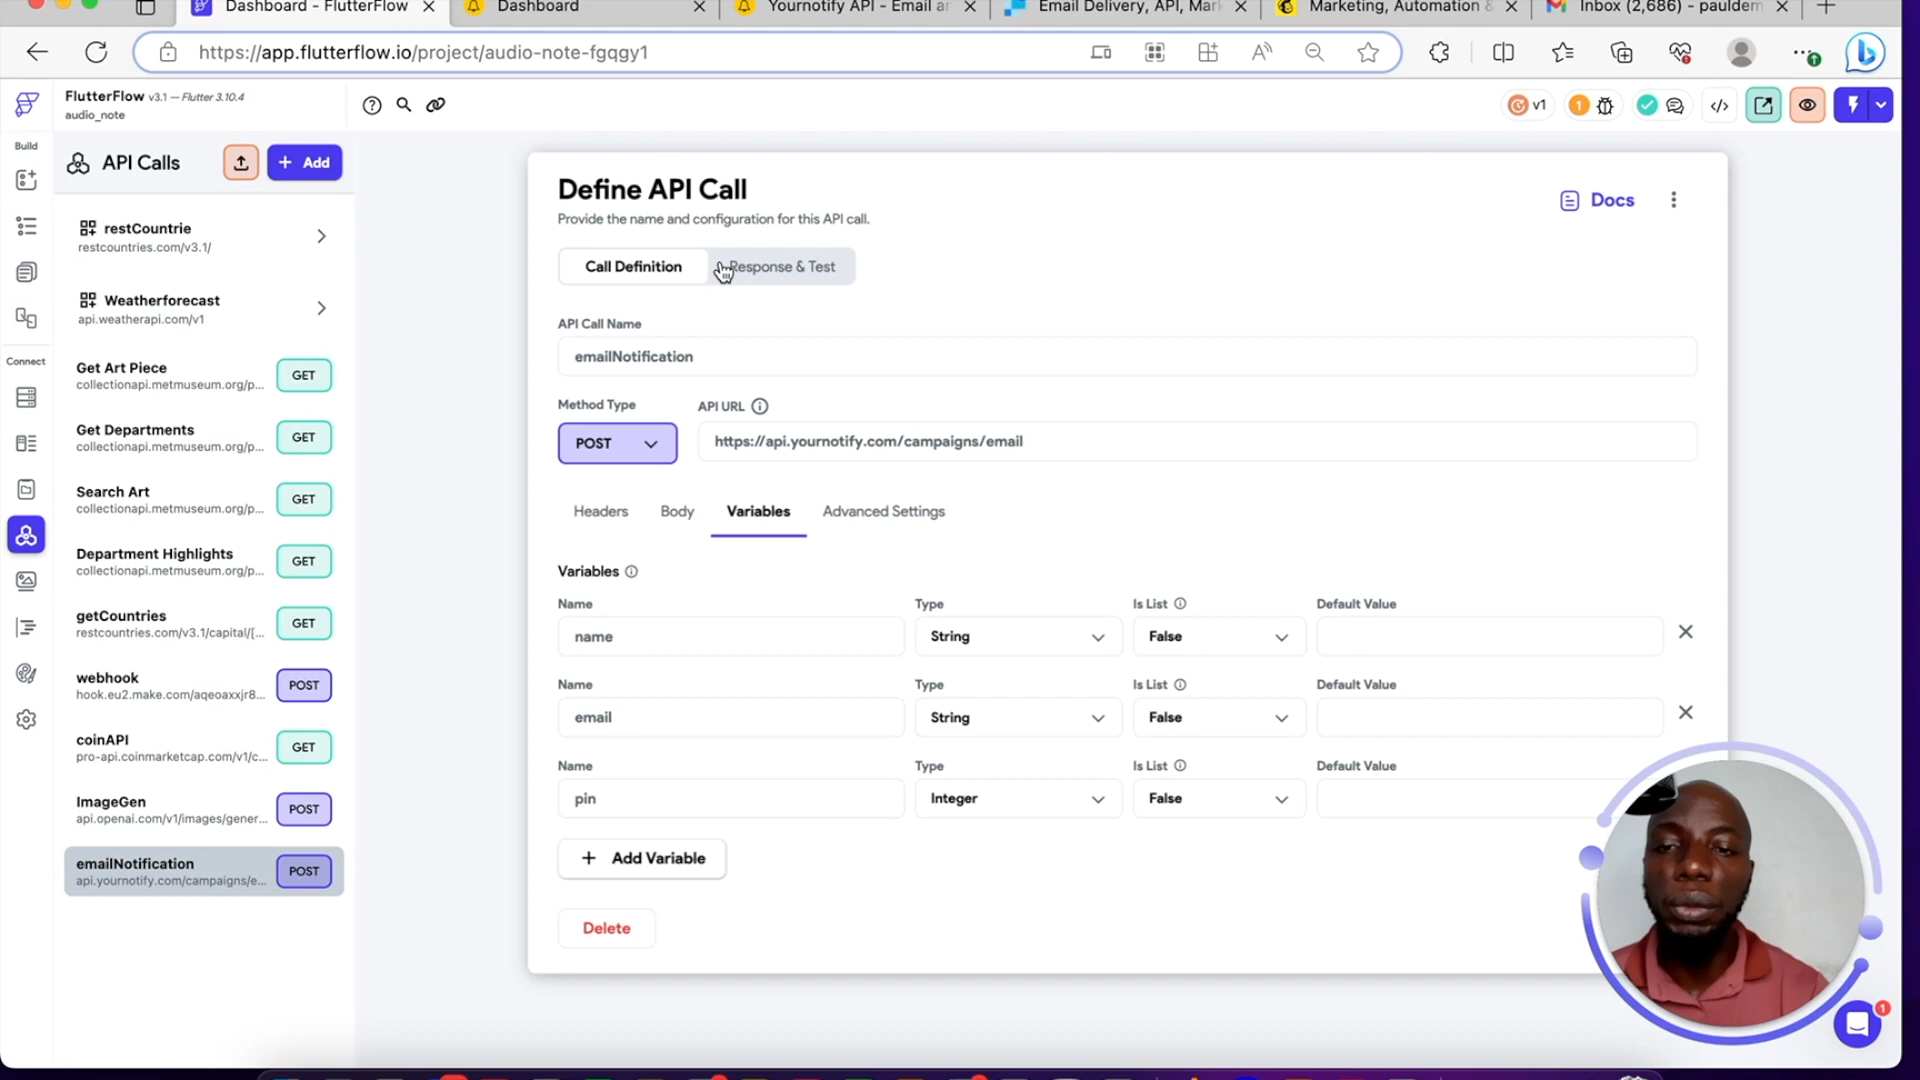 Dashboard - FlutterFlow
Dashboard
Yournotify API - Email an
Email Delivery, API, Mark
Marketing, Automation &
Inbox (2,686) - pauldem
https://app.flutterflow.io/project/audio-note-fgqgy1
FlutterFlow v3.1 — Flutter 3.10.4
audio_note
v1
1
Build
API Calls
+ Add
restCountrie
restcountries.com/v3.1/
Weatherforecast
api.weatherapi.com/v1
Connect
Get Art Piece
collectionapi.metmuseum.org/p...
GET
Get Departments
collectionapi.metmuseum.org/p...
GET
Search Art
collectionapi.metmuseum.org/p...
GET
Department Highlights
collectionapi.metmuseum.org/p...
GET
getCountries
restcountries.com/v3.1/capital/[...
GET
webhook
hook.eu2.make.com/aqeoaxxjr8...
POST
coinAPI
pro-api.coinmarketcap.com/v1/c...
GET
ImageGen
api.openai.com/v1/images/gener...
POST
emailNotification
api.yournotify.com/campaigns/e...
POST
Define API Call
Provide the name and configuration for this API call.
Docs
Call Definition
Response & Test
API Call Name
emailNotification
Method Type
API URL
POST
https://api.yournotify.com/campaigns/email
Headers
Body
Variables
Advanced Settings
Variables
Name
Type
Is List
Default Value
name
String
False
Name
Type
Is List
Default Value
email
String
False
Name
Type
Is List
Default Value
pin
Integer
False
+ Add Variable
Delete
1